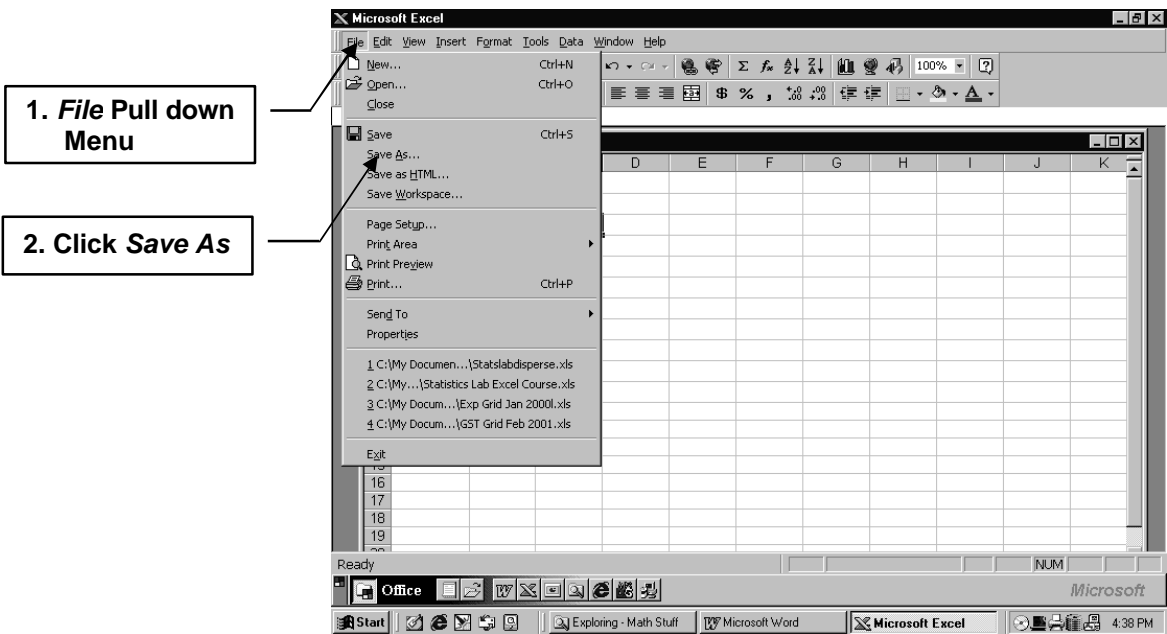 Microsoft Excel
File Edit View Insert Format Tools Data Window Help
New... Ctrl+N
Open... Ctrl+O
Close
Save Ctrl+S
Save As...
Save as HTML...
Save Workspace...
Page Setup...
Print Area
Print Preview
Print... Ctrl+P
Send To
Properties
1 C:\My Documen...\Statslabdisperse.xls
2 C:\My...\Statistics Lab Excel Course.xls
3 C:\My Docum...\Exp Grid Jan 2000l.xls
4 C:\My Docum...\GST Grid Feb 2001.xls
Exit
1. File Pull down
Menu
2. Click Save As
100%
$ % ,
D E F G H I J K
15
16
17
18
19
20
Ready NUM
Office Microsoft
Start Exploring - Math Stuff Microsoft Word Microsoft Excel 4:38 PM